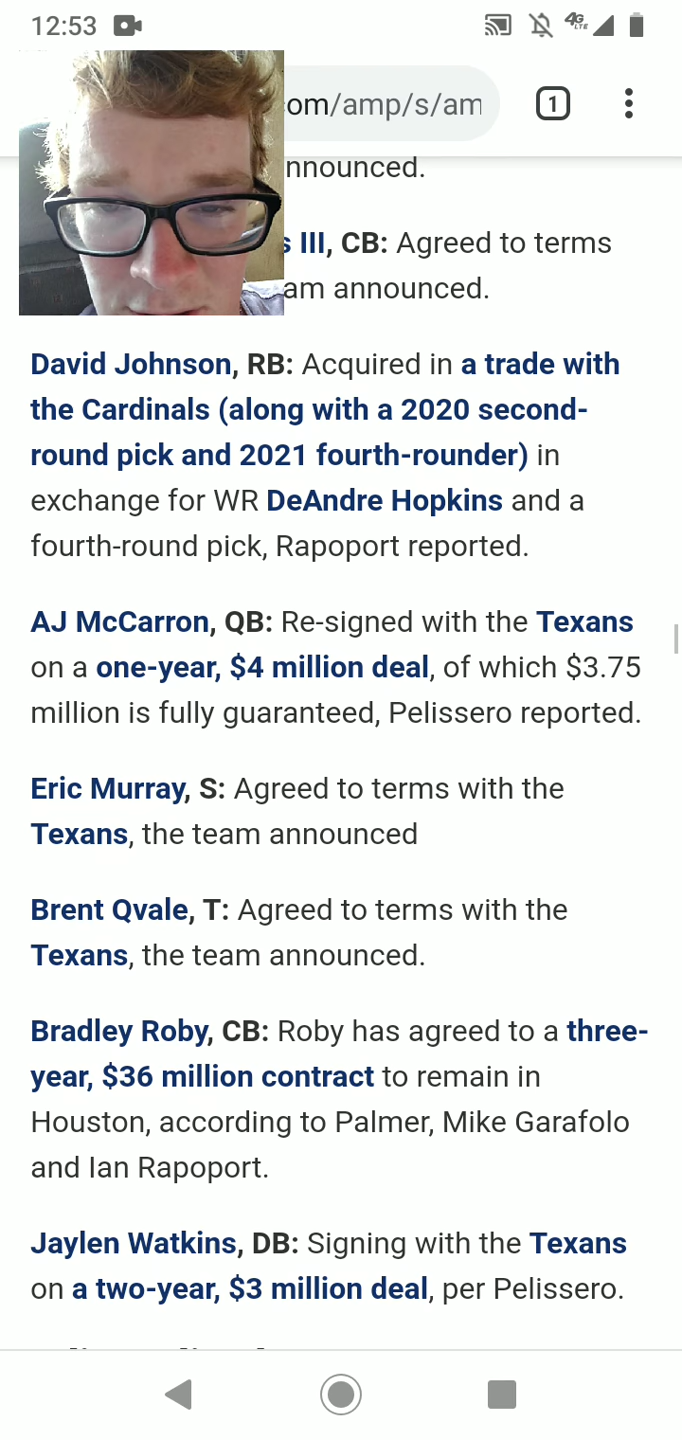 12:53
4G
LTE
com/amp/s/am
1
nnounced.
s III, CB: Agreed to terms
am announced.
David Johnson, RB: Acquired in a trade with
the Cardinals (along with a 2020 second-
round pick and 2021 fourth-rounder) in
exchange for WR DeAndre Hopkins and a
fourth-round pick, Rapoport reported.
AJ McCarron, QB: Re-signed with the Texans
on a one-year, $4 million deal, of which $3.75
million is fully guaranteed, Pelissero reported.
Eric Murray, S: Agreed to terms with the
Texans, the team announced
Brent Qvale, T: Agreed to terms with the
Texans, the team announced.
Bradley Roby, CB: Roby has agreed to a three-
year, $36 million contract to remain in
Houston, according to Palmer, Mike Garafolo
and Ian Rapoport.
Jaylen Watkins, DB: Signing with the Texans
on a two-year, $3 million deal, per Pelissero.